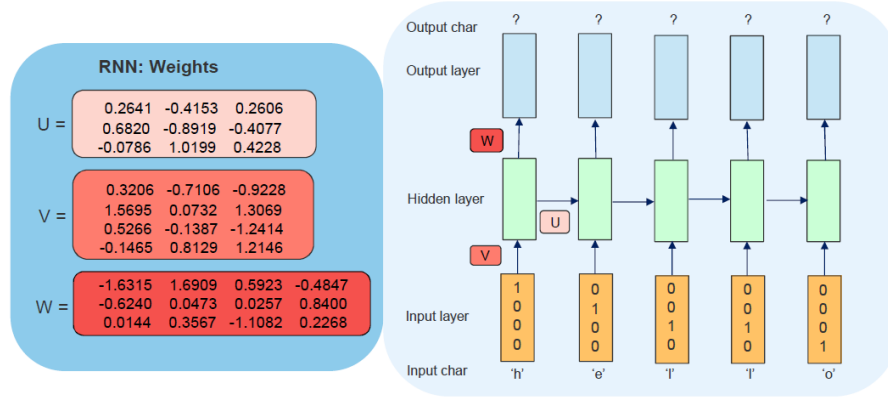 RNN: Weights
U =
0.2641 -0.4153 0.2606
0.6820 -0.8919 -0.4077
-0.0786 1.0199 0.4228
V =
0.3206 -0.7106 -0.9228
1.5695 0.0732 1.3069
0.5266 -0.1387 -1.2414
-0.1465 0.8129 1.2146
W =
-1.6315 1.6909 0.5923 -0.4847
-0.6240 0.0473 0.0257 0.8400
0.0144 0.3567 -1.1082 0.2268
Output char ? ? ? ? ?
Output layer
W
Hidden layer
U
V
Input layer
1 0 0 0 0
0 1 0 0 0
0 0 1 1 0
0 0 0 0 1
Input char 'h' 'e' 'l' 'l' 'o'